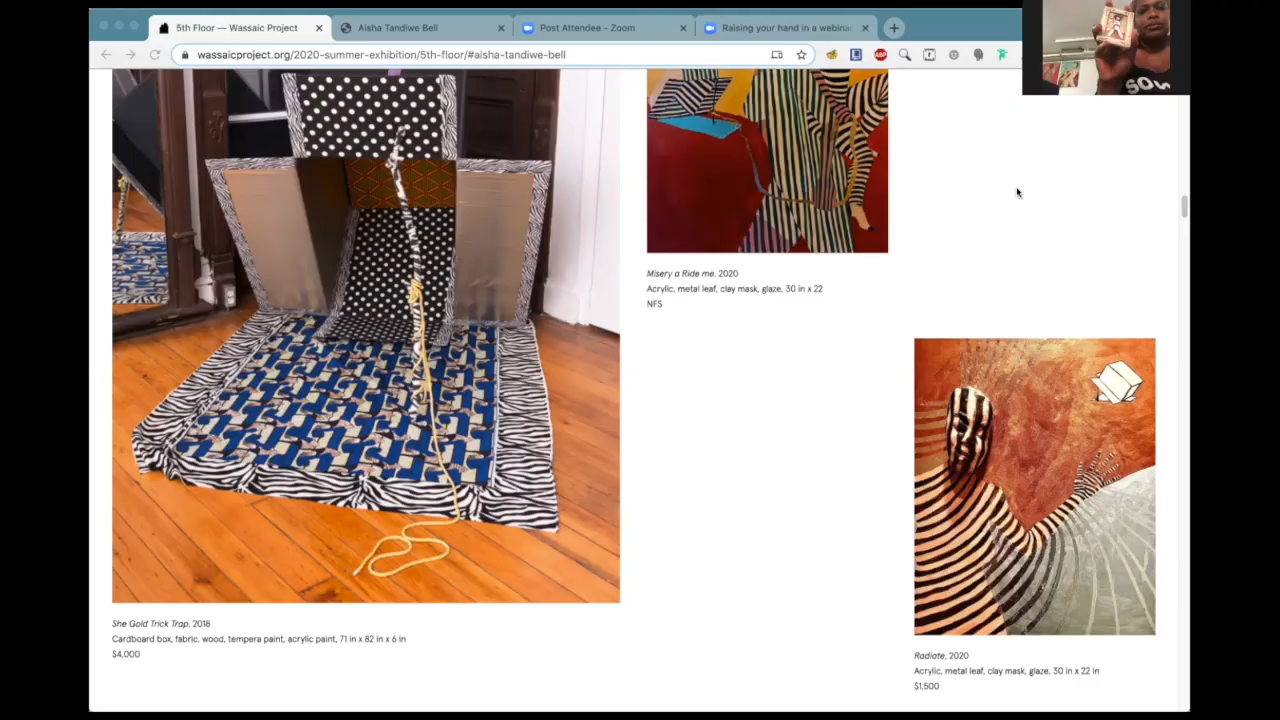 5th Floor — Wassaic Project
Aisha Tandiwe Bell
Post Attendee - Zoom
Raising your hand in a webinar
wassaicproject.org/2020-summer-exhibition/5th-floor/#aisha-tandiwe-bell
ABP
SOU
Misery a Ride me. 2020
Acrylic, metal leaf, clay mask, glaze. 30 in x 22
NFS
She Gold Trick Trap, 2018
Cardboard box, fabric, wood, tempera paint, acrylic paint, 71 in x 82 in x 6 in
$4,000
Radiate, 2020
Acrylic, metal leaf, clay mask, glaze, 30 in x 22 in
$1,500